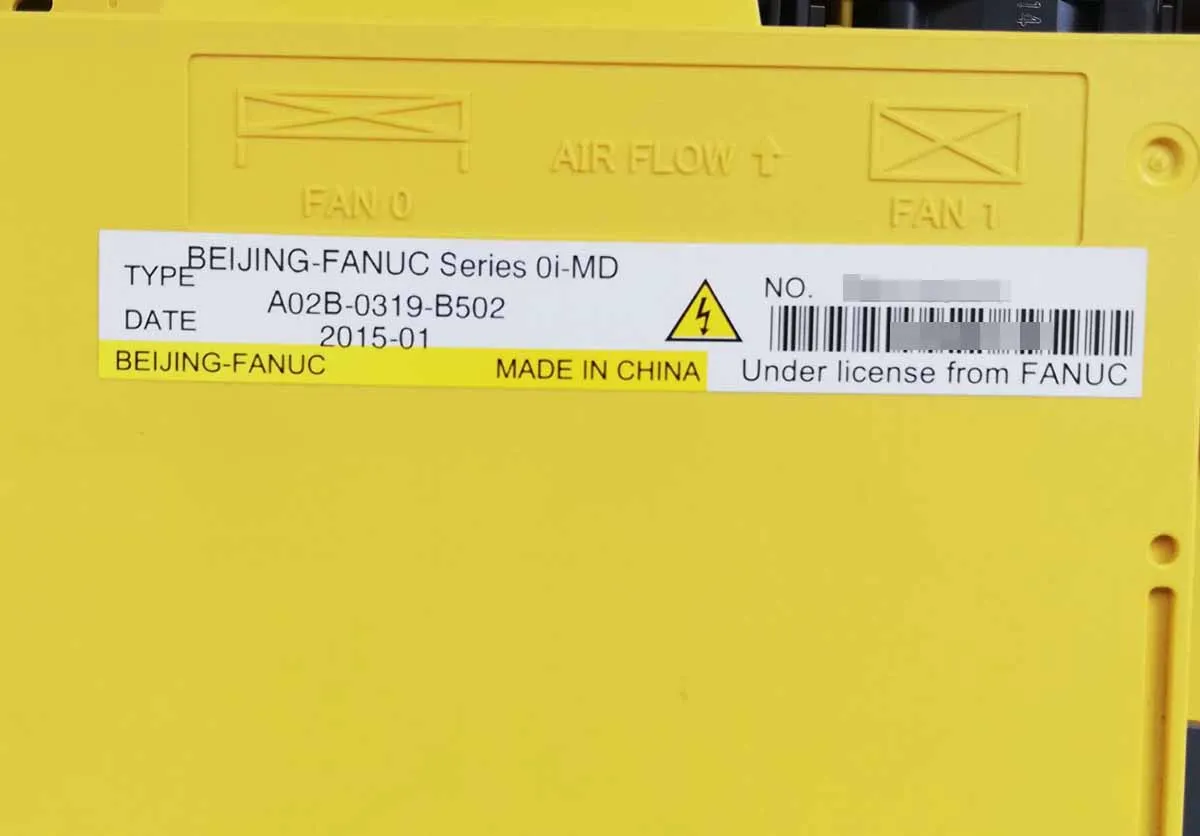 AIR FLOW ↑
FAN 0
FAN 1
TYPE BEIJING-FANUC Series 0i-MD
A02B-0319-B502
DATE 2015-01
BEIJING-FANUC MADE IN CHINA
NO.
Under license from FANUC
14